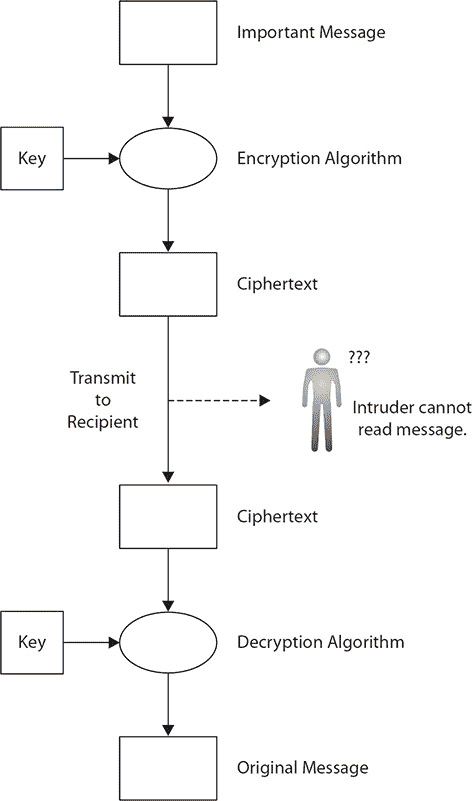 Important Message
Key
Encryption Algorithm
Ciphertext
???
Transmit
to
Recipient
Intruder cannot
read message.
Ciphertext
Key
Decryption Algorithm
Original Message